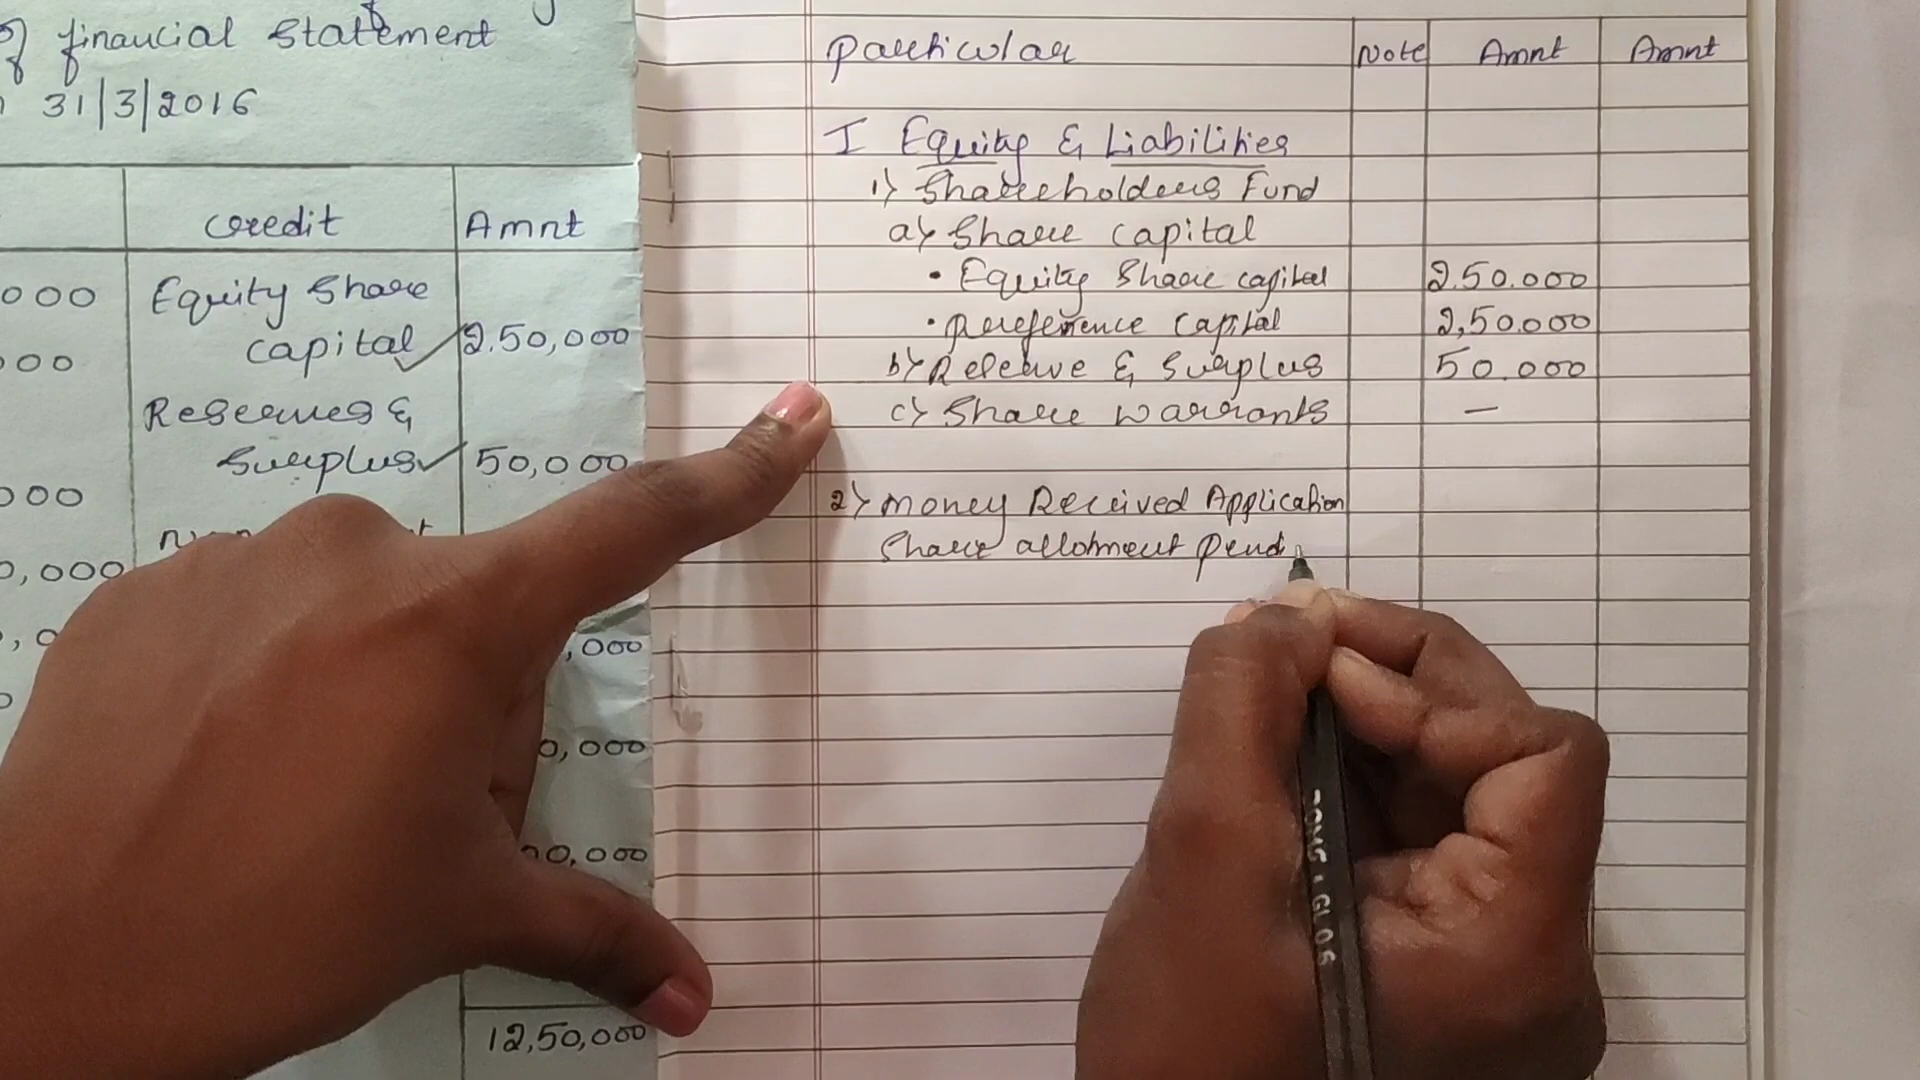 of financial Statement
31/3/2016
Credit Amnt
000 Equity Share
Capital 2.50,000
000
Reserves &
Surplus 50,000
000
0,000
,000
0,000
00,000
12,50,000
Particular Note Amnt Amnt
I Equity & Liabilities
1) Shareholders Fund
a) Share Capital
• Equity Share capital 2.50.000
• Preference Capital 2,50.000
b) Reserve & Surplus 50.000
c) Share Warrants —
2) Money Received Application
Share allotment Pendi